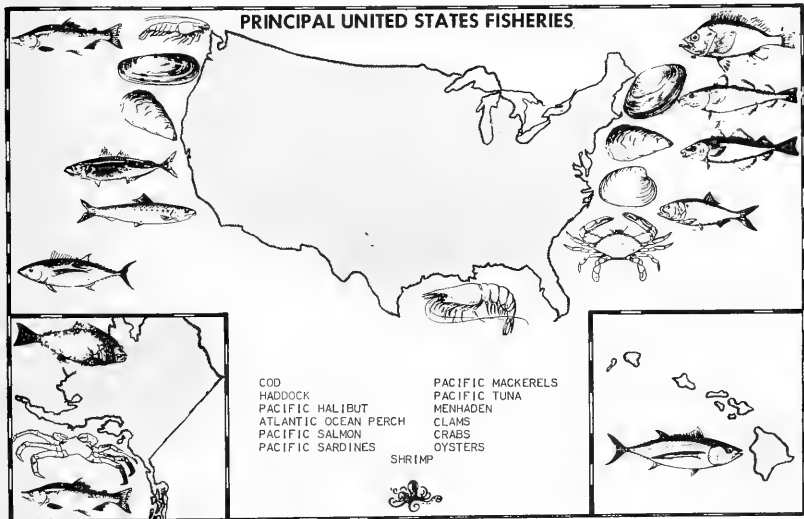 PRINCIPAL UNITED STATES FISHERIES
COD
HADDOCK
PACIFIC HALIBUT
ATLANTIC OCEAN PERCH
PACIFIC SALMON
PACIFIC SARDINES
PACIFIC MACKERELS
PACIFIC TUNA
MENHADEN
CLAMS
CRABS
OYSTERS
SHRIMP